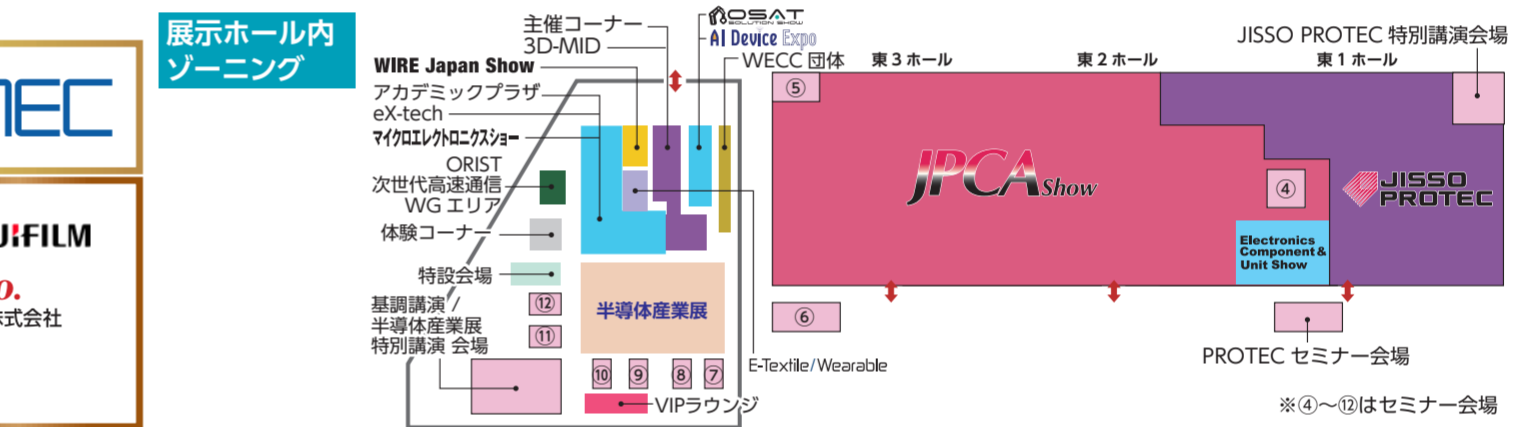 展示ホール内
ゾーニング
主催コーナー
3D-MID
OSAT
SOLUTION SHOW
AI Device Expo
WECC 団体
WIRE Japan Show
アカデミックプラザ
eX-tech
マイクロエレクトロニクスショー
ORIST
次世代高速通信
WG エリア
体験コーナー
特設会場
基調講演 /
半導体産業展
特別講演 会場
⑫
⑪
半導体産業展
⑩
⑨
⑧
⑦
VIPラウンジ
E-Textile/Wearable
東 3 ホール
東 2 ホール
東 1 ホール
JISSO PROTEC 特別講演会場
⑤
JPCA Show
④
JISSO
PROTEC
Electronics
Component &
Unit Show
⑥
PROTEC セミナー会場
※④~⑫はセミナー会場
式会社